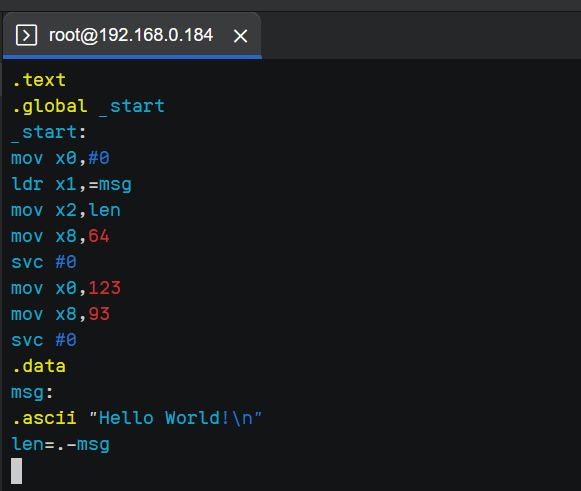 root@192.168.0.184
.text
.global _start
_start:
mov x0,#0
ldr x1,=msg
mov x2,len
mov x8,64
svc #0
mov x0,123
mov x8,93
svc #0
.data
msg:
.ascii "Hello World!\n"
len=.-msg